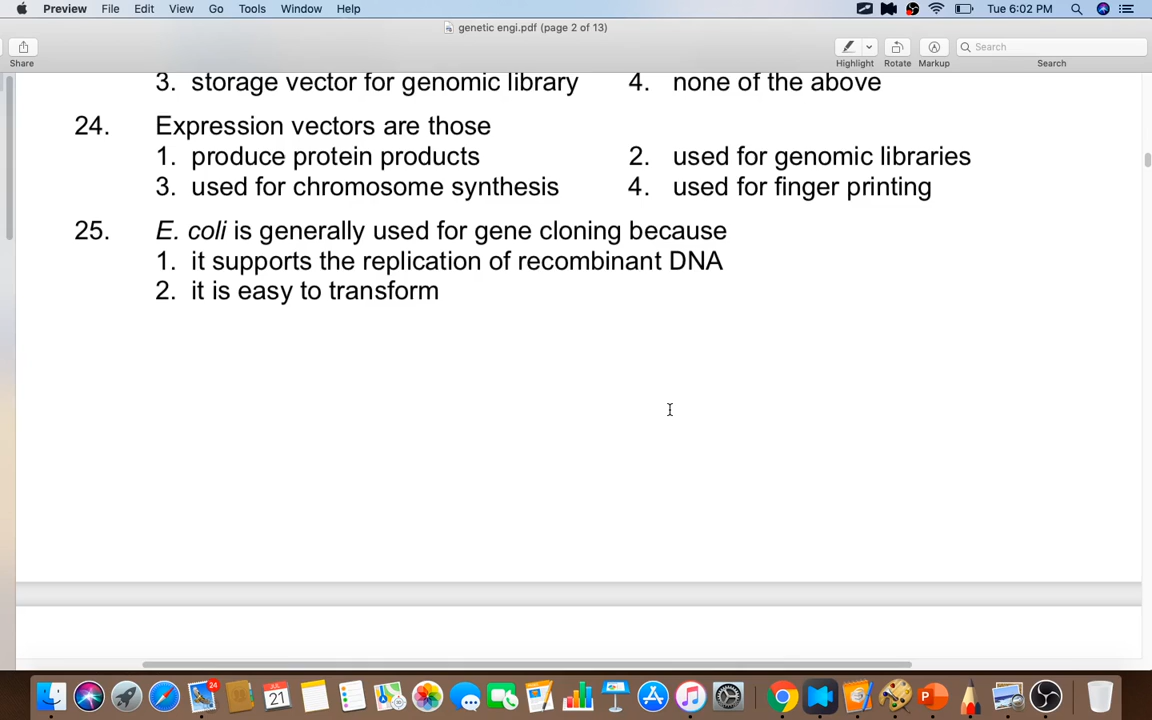 Preview File Edit View Go Tools Window Help Tue 6:02 PM
genetic engi.pdf (page 2 of 13)
Search
Share Highlight Rotate Markup Search
3. storage vector for genomic library 4. none of the above
24. Expression vectors are those
1. produce protein products 2. used for genomic libraries
3. used for chromosome synthesis 4. used for finger printing
25. E. coli is generally used for gene cloning because
1. it supports the replication of recombinant DNA
2. it is easy to transform
24
21